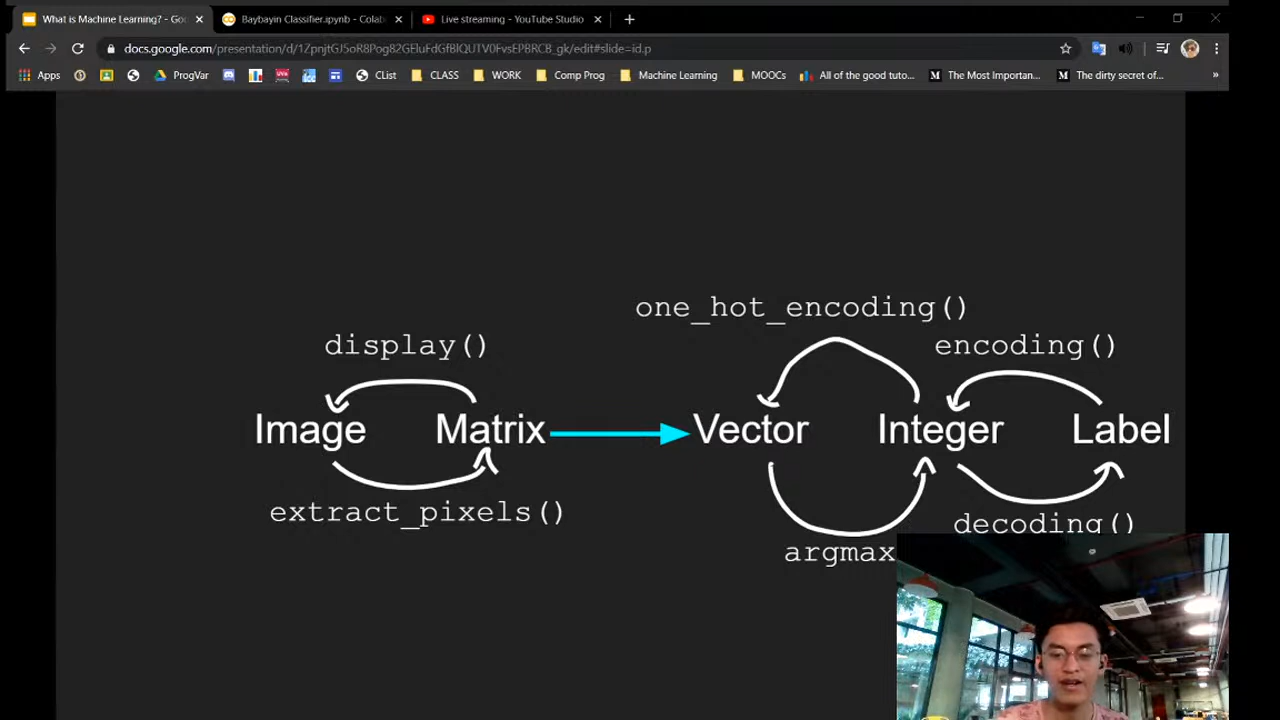 What is Machine Learning? - Goo
Baybayin Classifier.ipynb - Colab
Live streaming - YouTube Studio
docs.google.com/presentation/d/1ZpnjtGJ5oR8Pog82GEluFdGfBlQUTV0FvsEPBRCB_gk/edit#slide=id.p
Apps
ProgVar
CList
CLASS
WORK
Comp Prog
Machine Learning
MOOCs
All of the good tuto...
The Most Importan...
The dirty secret of...
one_hot_encoding()
display()
encoding()
Image
Matrix
Vector
Integer
Label
extract_pixels()
decoding()
argmax